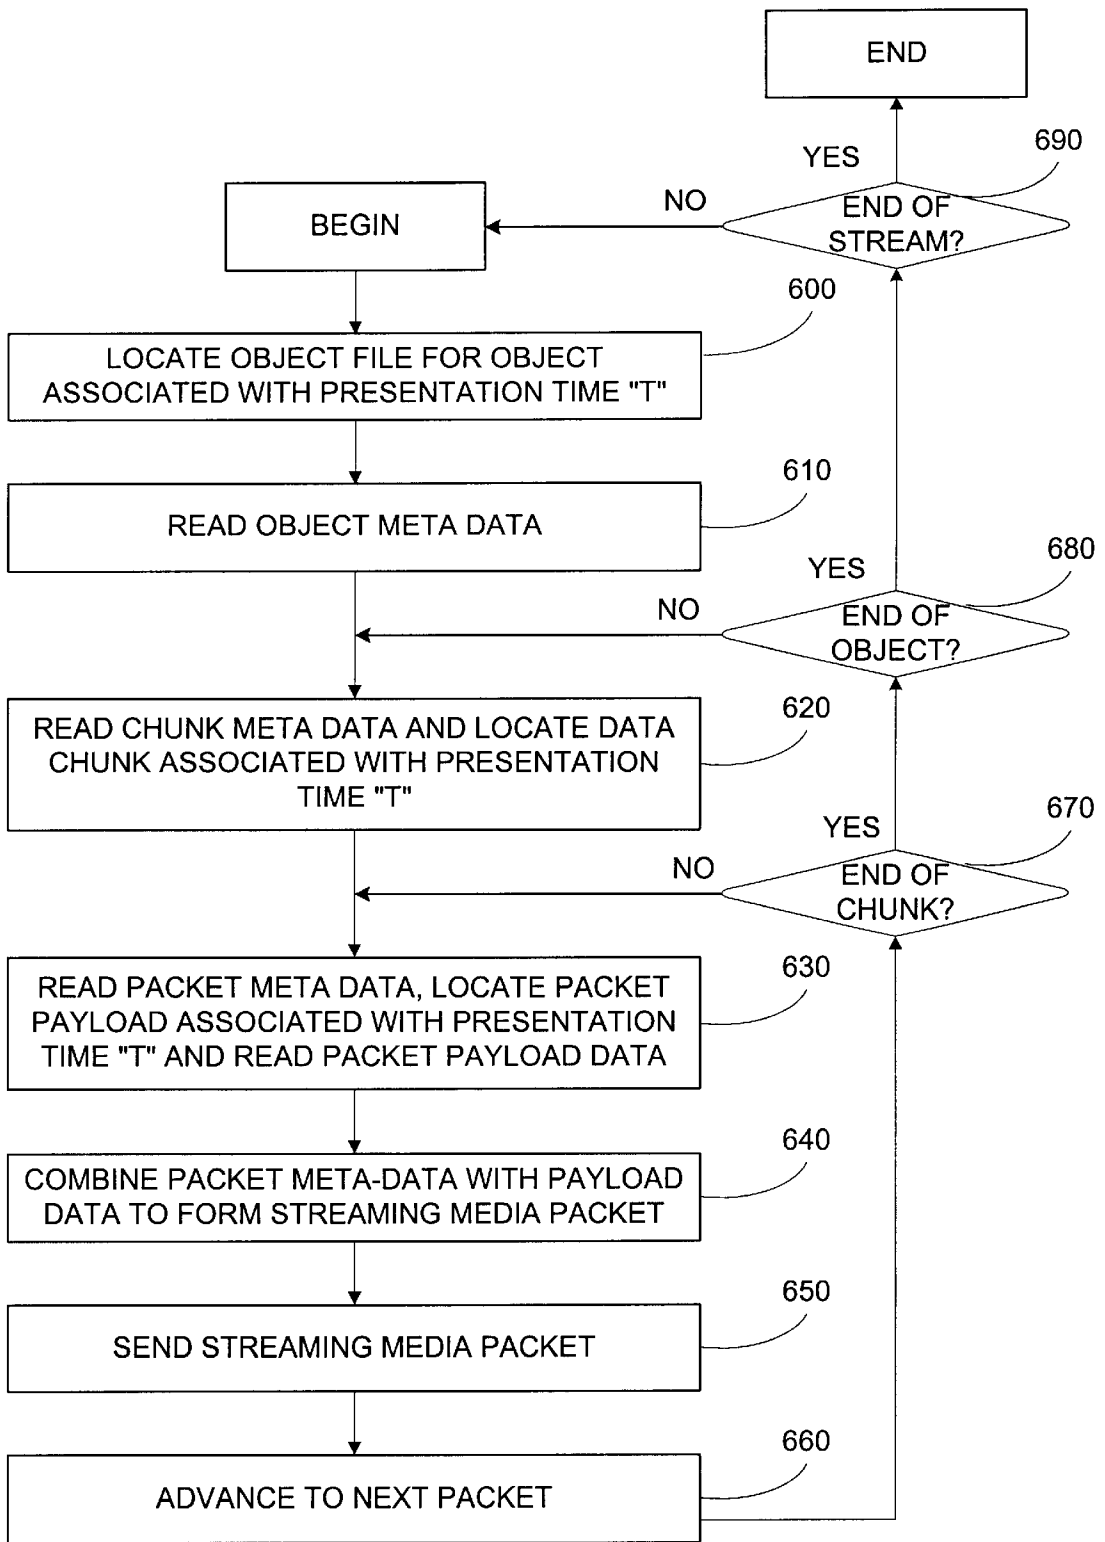 END
YES
690
NO
END OF
STREAM?
BEGIN
600
LOCATE OBJECT FILE FOR OBJECT
ASSOCIATED WITH PRESENTATION TIME "T"
610
READ OBJECT META DATA
YES
680
NO
END OF
OBJECT?
READ CHUNK META DATA AND LOCATE DATA
CHUNK ASSOCIATED WITH PRESENTATION
TIME "T"
620
YES
670
NO
END OF
CHUNK?
READ PACKET META DATA, LOCATE PACKET
PAYLOAD ASSOCIATED WITH PRESENTATION
TIME "T" AND READ PACKET PAYLOAD DATA
630
COMBINE PACKET META-DATA WITH PAYLOAD
DATA TO FORM STREAMING MEDIA PACKET
640
SEND STREAMING MEDIA PACKET
650
ADVANCE TO NEXT PACKET
660